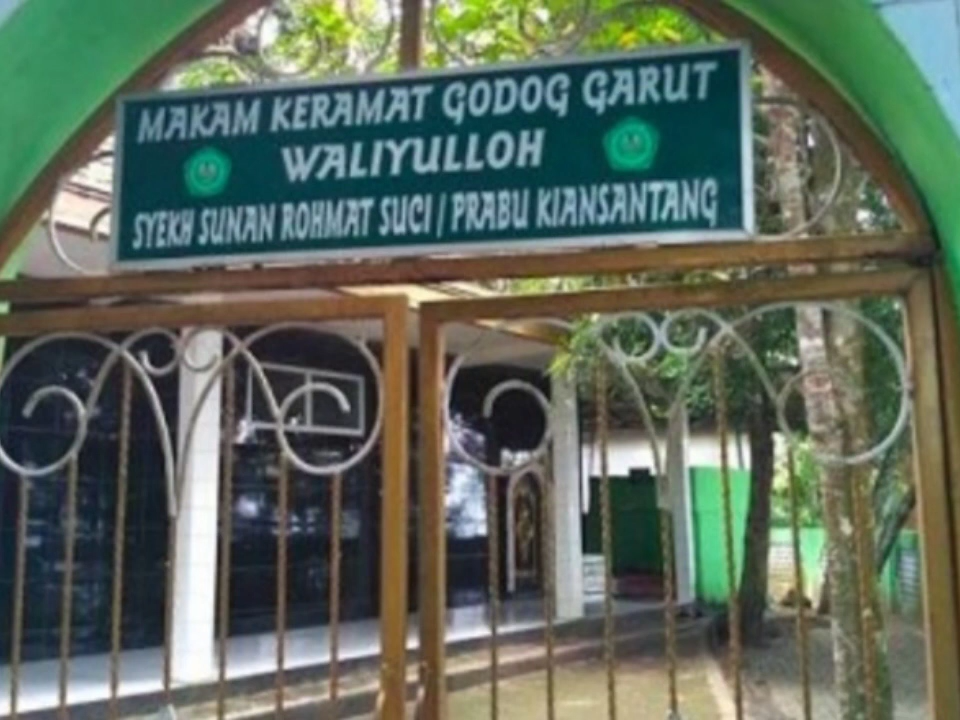 MAKAM KERAMAT GODOG GARUT
WALIYULLOH
SYEKH SUNAN ROHMAT SUCI / PRABU KIANSANTANG